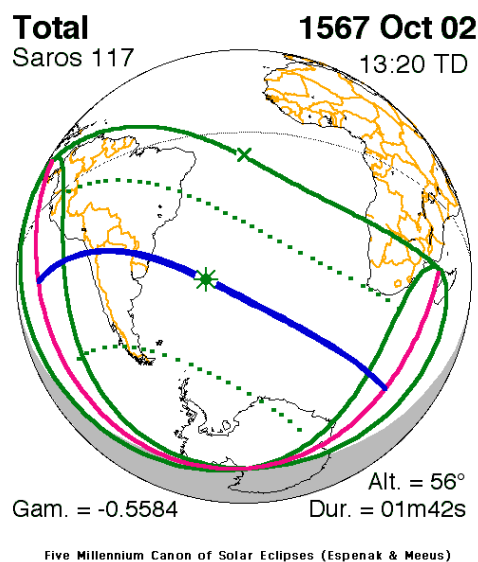 Total 1567 Oct 02
Saros 117 13:20 TD
Alt. = 56°
Gam. = -0.5584 Dur. = 01m42s
Five Millennium Canon of Solar Eclipses (Espenak & Meeus)